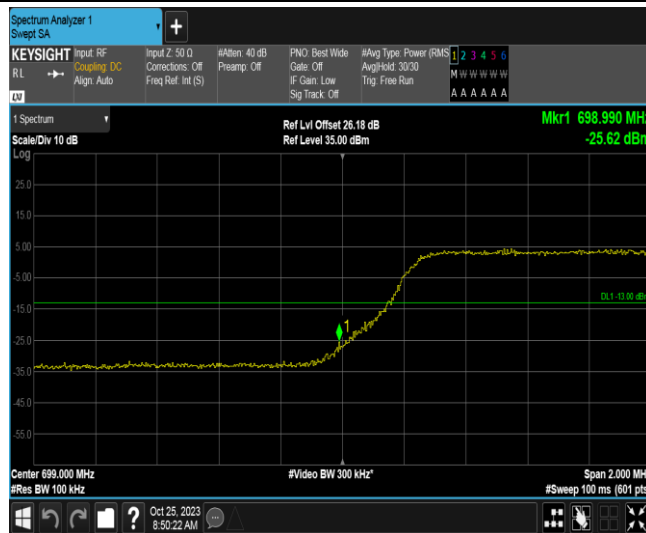 Spectrum Analyzer 1
Swept SA
+
KEYSIGHT
RL
LXI
Input: RF
Coupling: DC
Align: Auto
Input Z: 50 Ω
Corrections: Off
Freq Ref: Int (S)
#Atten: 40 dB
Preamp: Off
PNO: Best Wide
Gate: Off
IF Gain: Low
Sig Track: Off
#Avg Type: Power (RMS
Avg|Hold: 30/30
Trig: Free Run
1 2 3 4 5 6
M W W W W W
A A A A A A
1 Spectrum
Scale/Div 10 dB
Log
Ref Lvl Offset 26.18 dB
Ref Level 35.00 dBm
Mkr1 698.990 MHz
-25.62 dBm
25.0
15.0
5.00
-5.00
-15.0
-25.0
-35.0
-45.0
-55.0
DL1 -13.00 dBm
1
Center 699.000 MHz
#Res BW 100 kHz
#Video BW 300 kHz*
Span 2.000 MH
#Sweep 100 ms (601 pts
?
Oct 25, 2023
8:50:22 AM